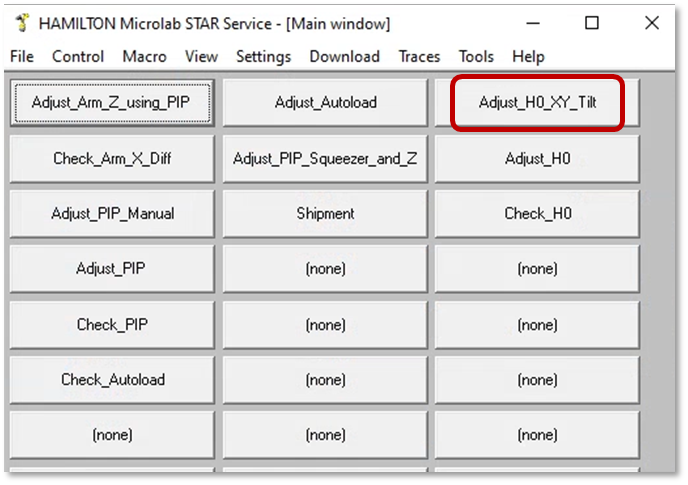 HAMILTON Microlab STAR Service - [Main window]
File Control Macro View Settings Download Traces Tools Help
Adjust_Arm_Z_using_PIP Adjust_Autoload Adjust_H0_XY_Tilt
Check_Arm_X_Diff Adjust_PIP_Squeezer_and_Z Adjust_H0
Adjust_PIP_Manual Shipment Check_H0
Adjust_PIP (none) (none)
Check_PIP (none) (none)
Check_Autoload (none) (none)
(none) (none) (none)